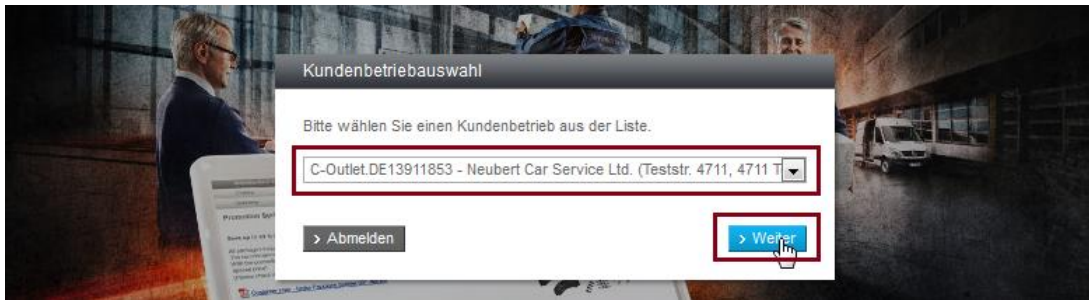 Kundenbetriebauswahl
Bitte wählen Sie einen Kundenbetrieb aus der Liste.
C-Outlet.DE13911853 - Neubert Car Service Ltd. (Teststr. 4711, 4711 T
> Abmelden
> Weiter